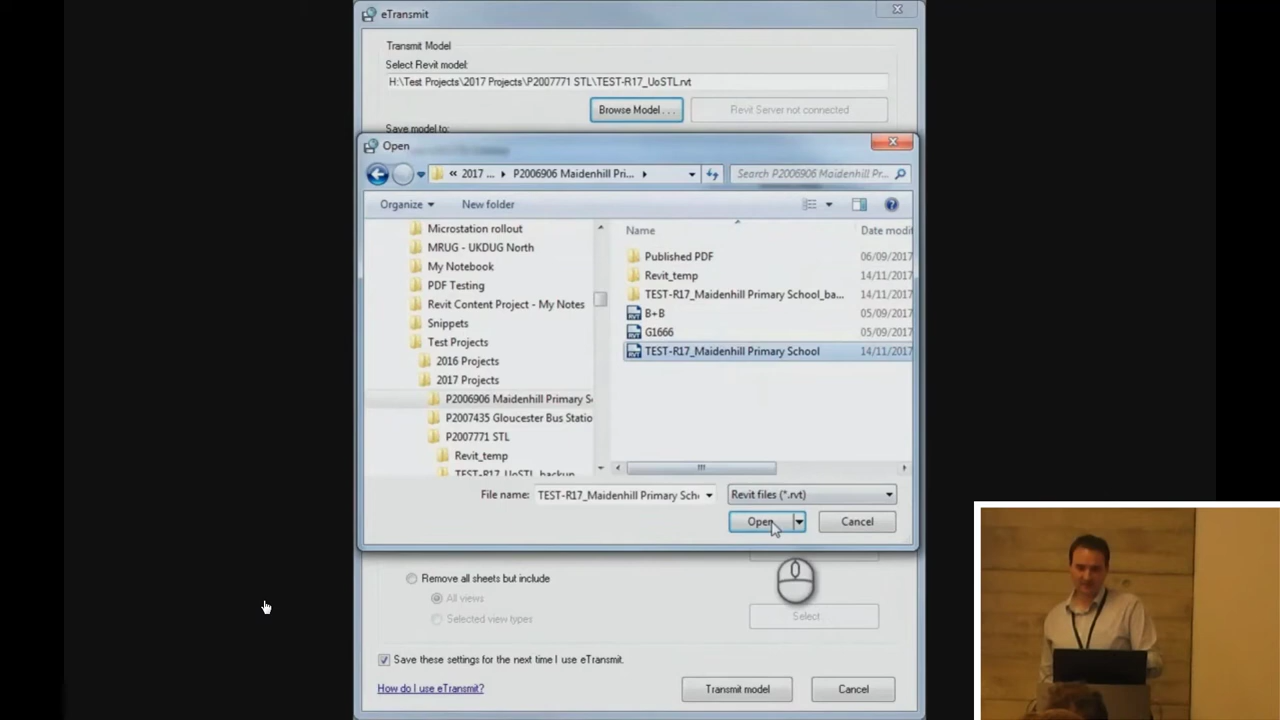 eTransmit
Transmit Model
Select Revit model:
H:\Test Projects\2017 Projects\P2007771 STL\TEST-R17_UoSTL.rvt
Browse Model . . .
Revit Server not connected
Save model to:
Open
« 2017 ... P2006906 Maidenhill Pri...
Search P2006906 Maidenhill Pr...
Organize
New folder
Microstation rollout
MRUG - UKDUG North
My Notebook
PDF Testing
Revit Content Project - My Notes
Snippets
Test Projects
2016 Projects
2017 Projects
P2006906 Maidenhill Primary S
P2007435 Gloucester Bus Statio
P2007771 STL
Revit_temp
TEST-R17_UoSTL_backup
Name Date modif
Published PDF 06/09/2017
Revit_temp 14/11/2017
TEST-R17_Maidenhill Primary School_ba... 14/11/2017
B+B 05/09/2017
G1666 05/09/2017
TEST-R17_Maidenhill Primary School 14/11/2017
File name: TEST-R17_Maidenhill Primary Sch
Revit files (*.rvt)
Open
Cancel
Remove all sheets but include
All views
Selected view types
Select
Save these settings for the next time I use eTransmit.
How do I use eTransmit?
Transmit model
Cancel